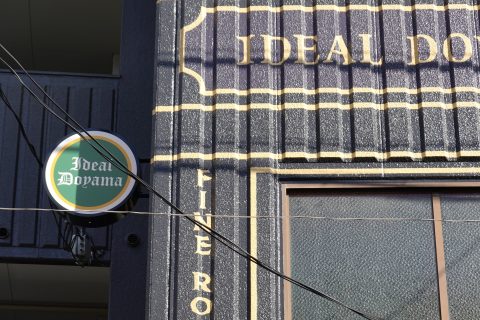 IDEAL DO
Ideal
Doyama
FINE RO